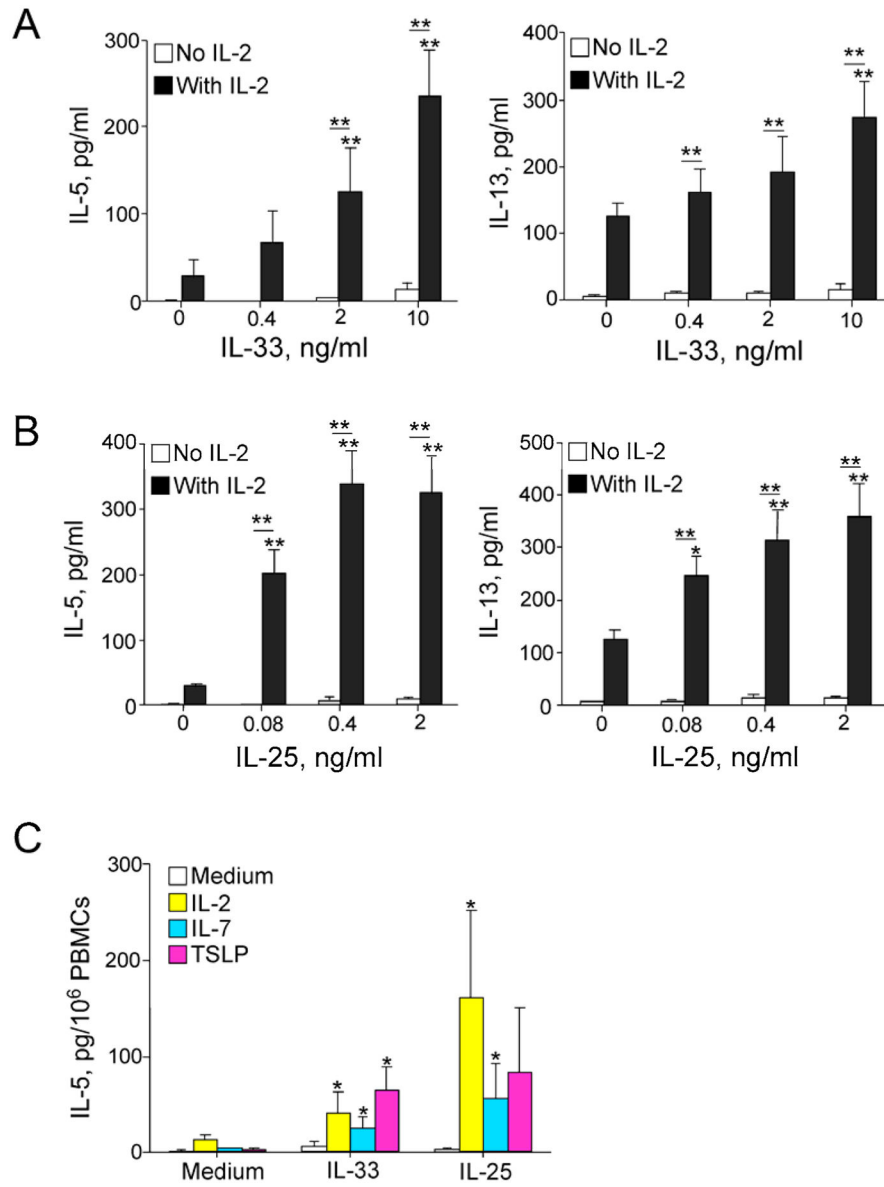 A
300
200
100
0
IL-5, pg/ml
No IL-2
With IL-2
**
**
**
**
0 0.4 2 10
IL-33, ng/ml
400
300
200
100
0
IL-13, pg/ml
No IL-2
With IL-2
**
**
**
**
0 0.4 2 10
IL-33, ng/ml
B
400
300
200
100
0
IL-5, pg/ml
No IL-2
With IL-2
**
**
**
**
**
**
0 0.08 0.4 2
IL-25, ng/ml
500
400
300
200
100
0
IL-13, pg/ml
No IL-2
With IL-2
**
*
**
**
**
**
0 0.08 0.4 2
IL-25, ng/ml
C
300
200
100
0
IL-5, pg/10⁶ PBMCs
Medium
IL-2
IL-7
TSLP
*
*
*
*
*
Medium IL-33 IL-25